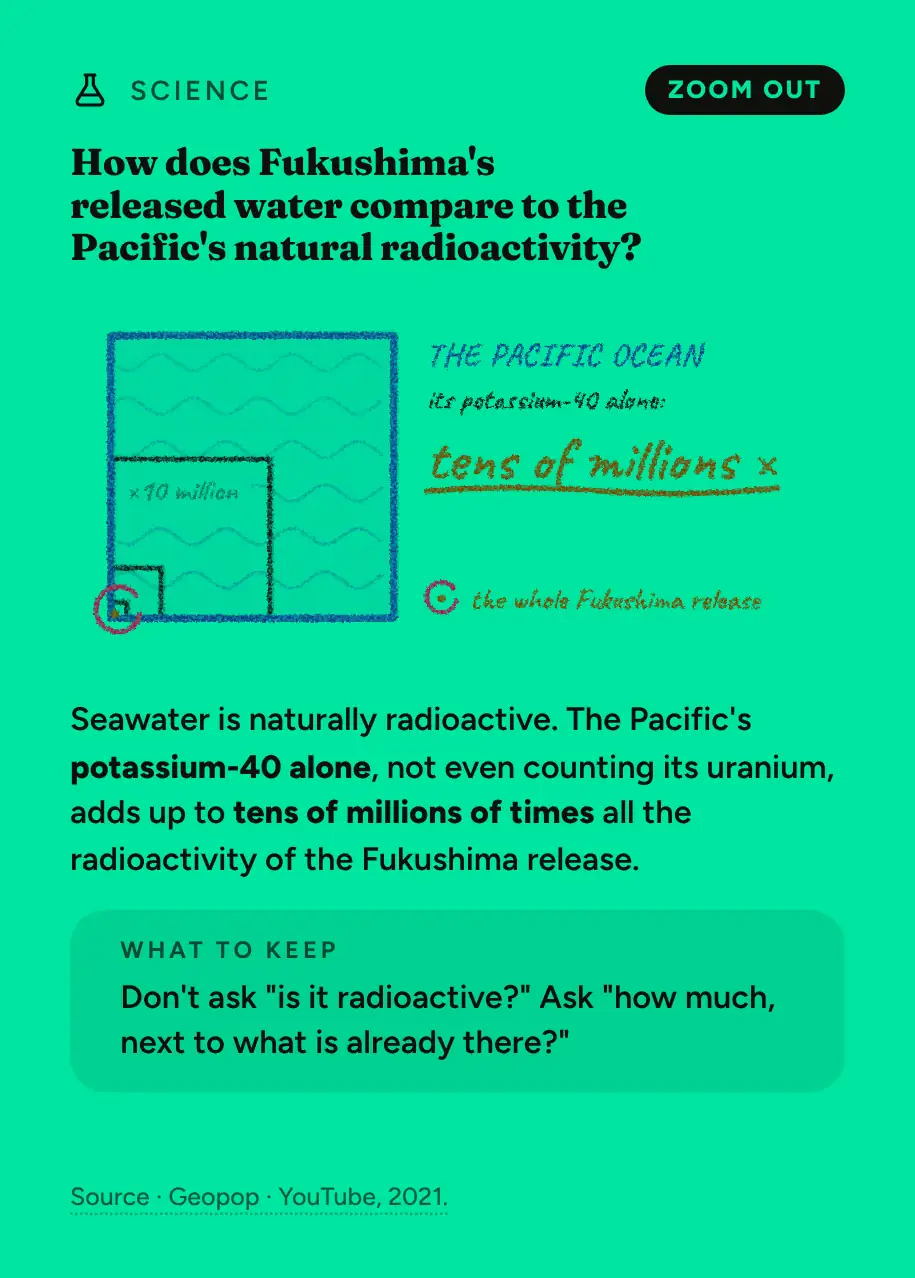 SCIENCE
ZOOM OUT
How does Fukushima's
released water compare to the
Pacific's natural radioactivity?
THE PACIFIC OCEAN
its potassium-40 alone:
tens of millions ×
×10 million
the whole Fukushima release
Seawater is naturally radioactive. The Pacific's
potassium-40 alone, not even counting its uranium,
adds up to tens of millions of times all the
radioactivity of the Fukushima release.
WHAT TO KEEP
Don't ask "is it radioactive?" Ask "how much,
next to what is already there?"
Source · Geopop · YouTube, 2021.